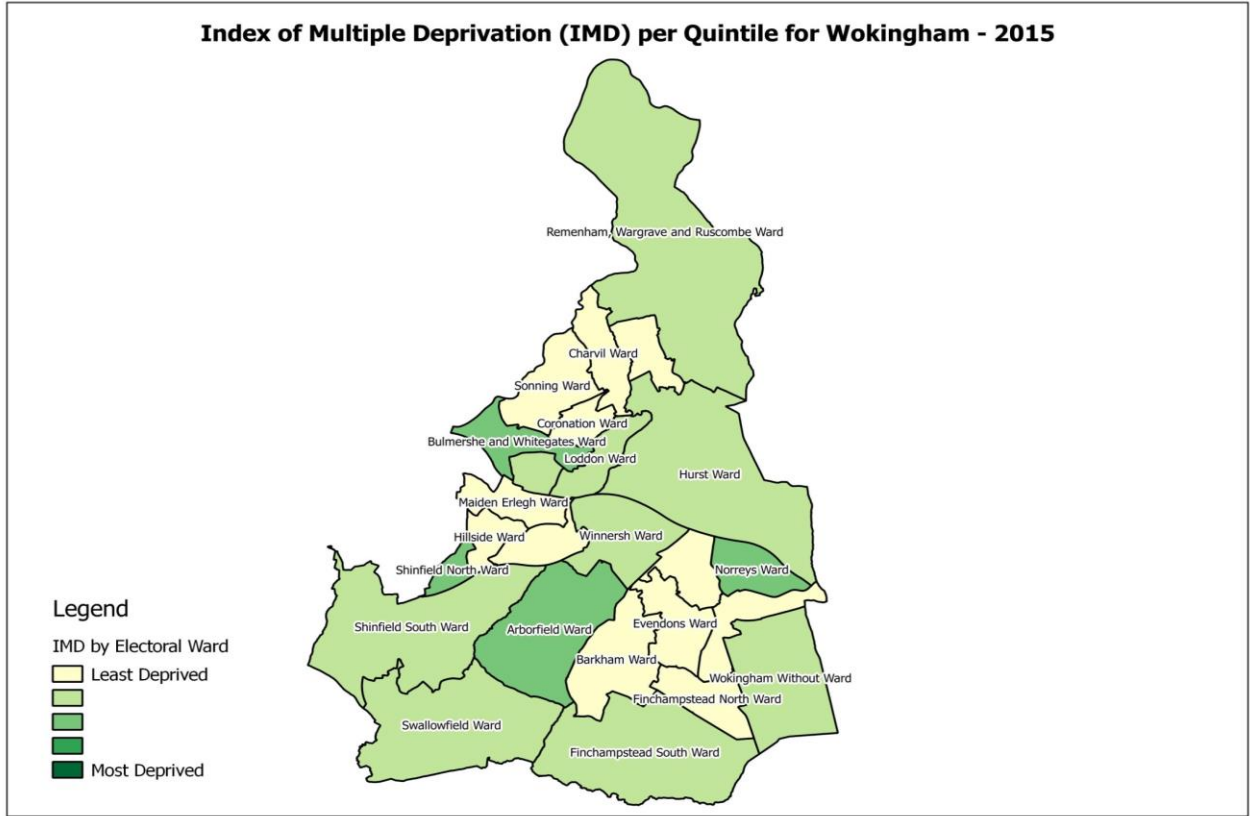 Index of Multiple Deprivation (IMD) per Quintile for Wokingham - 2015
Remenham, Wargrave and Ruscombe Ward
Charvil Ward
Sonning Ward
Coronation Ward
Bulmershe and Whitegates Ward
Loddon Ward
Hurst Ward
Maiden Erlegh Ward
Hillside Ward
Winnersh Ward
Shinfield North Ward
Norreys Ward
Shinfield South Ward
Arborfield Ward
Evendons Ward
Barkham Ward
Wokingham Without Ward
Finchampstead North Ward
Swallowfield Ward
Finchampstead South Ward
Legend
IMD by Electoral Ward
Least Deprived
Most Deprived